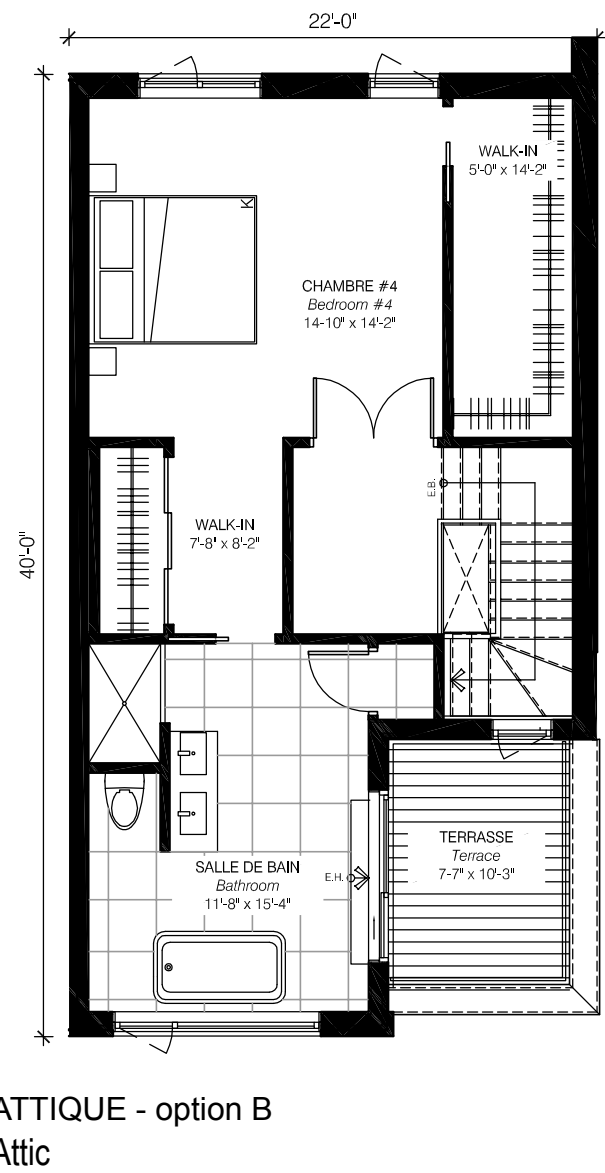 22'-0"
WALK-IN
5'-0" x 14'-2"
CHAMBRE #4
Bedroom #4
14-10" x 14'-2"
E.B.
WALK-IN
7'-8" x 8'-2"
40'-0"
TERRASSE
Terrace
7'-7" x 10'-3"
SALLE DE BAIN
Bathroom
11'-8" x 15'-4"
E.H.
ATTIQUE - option B
Attic